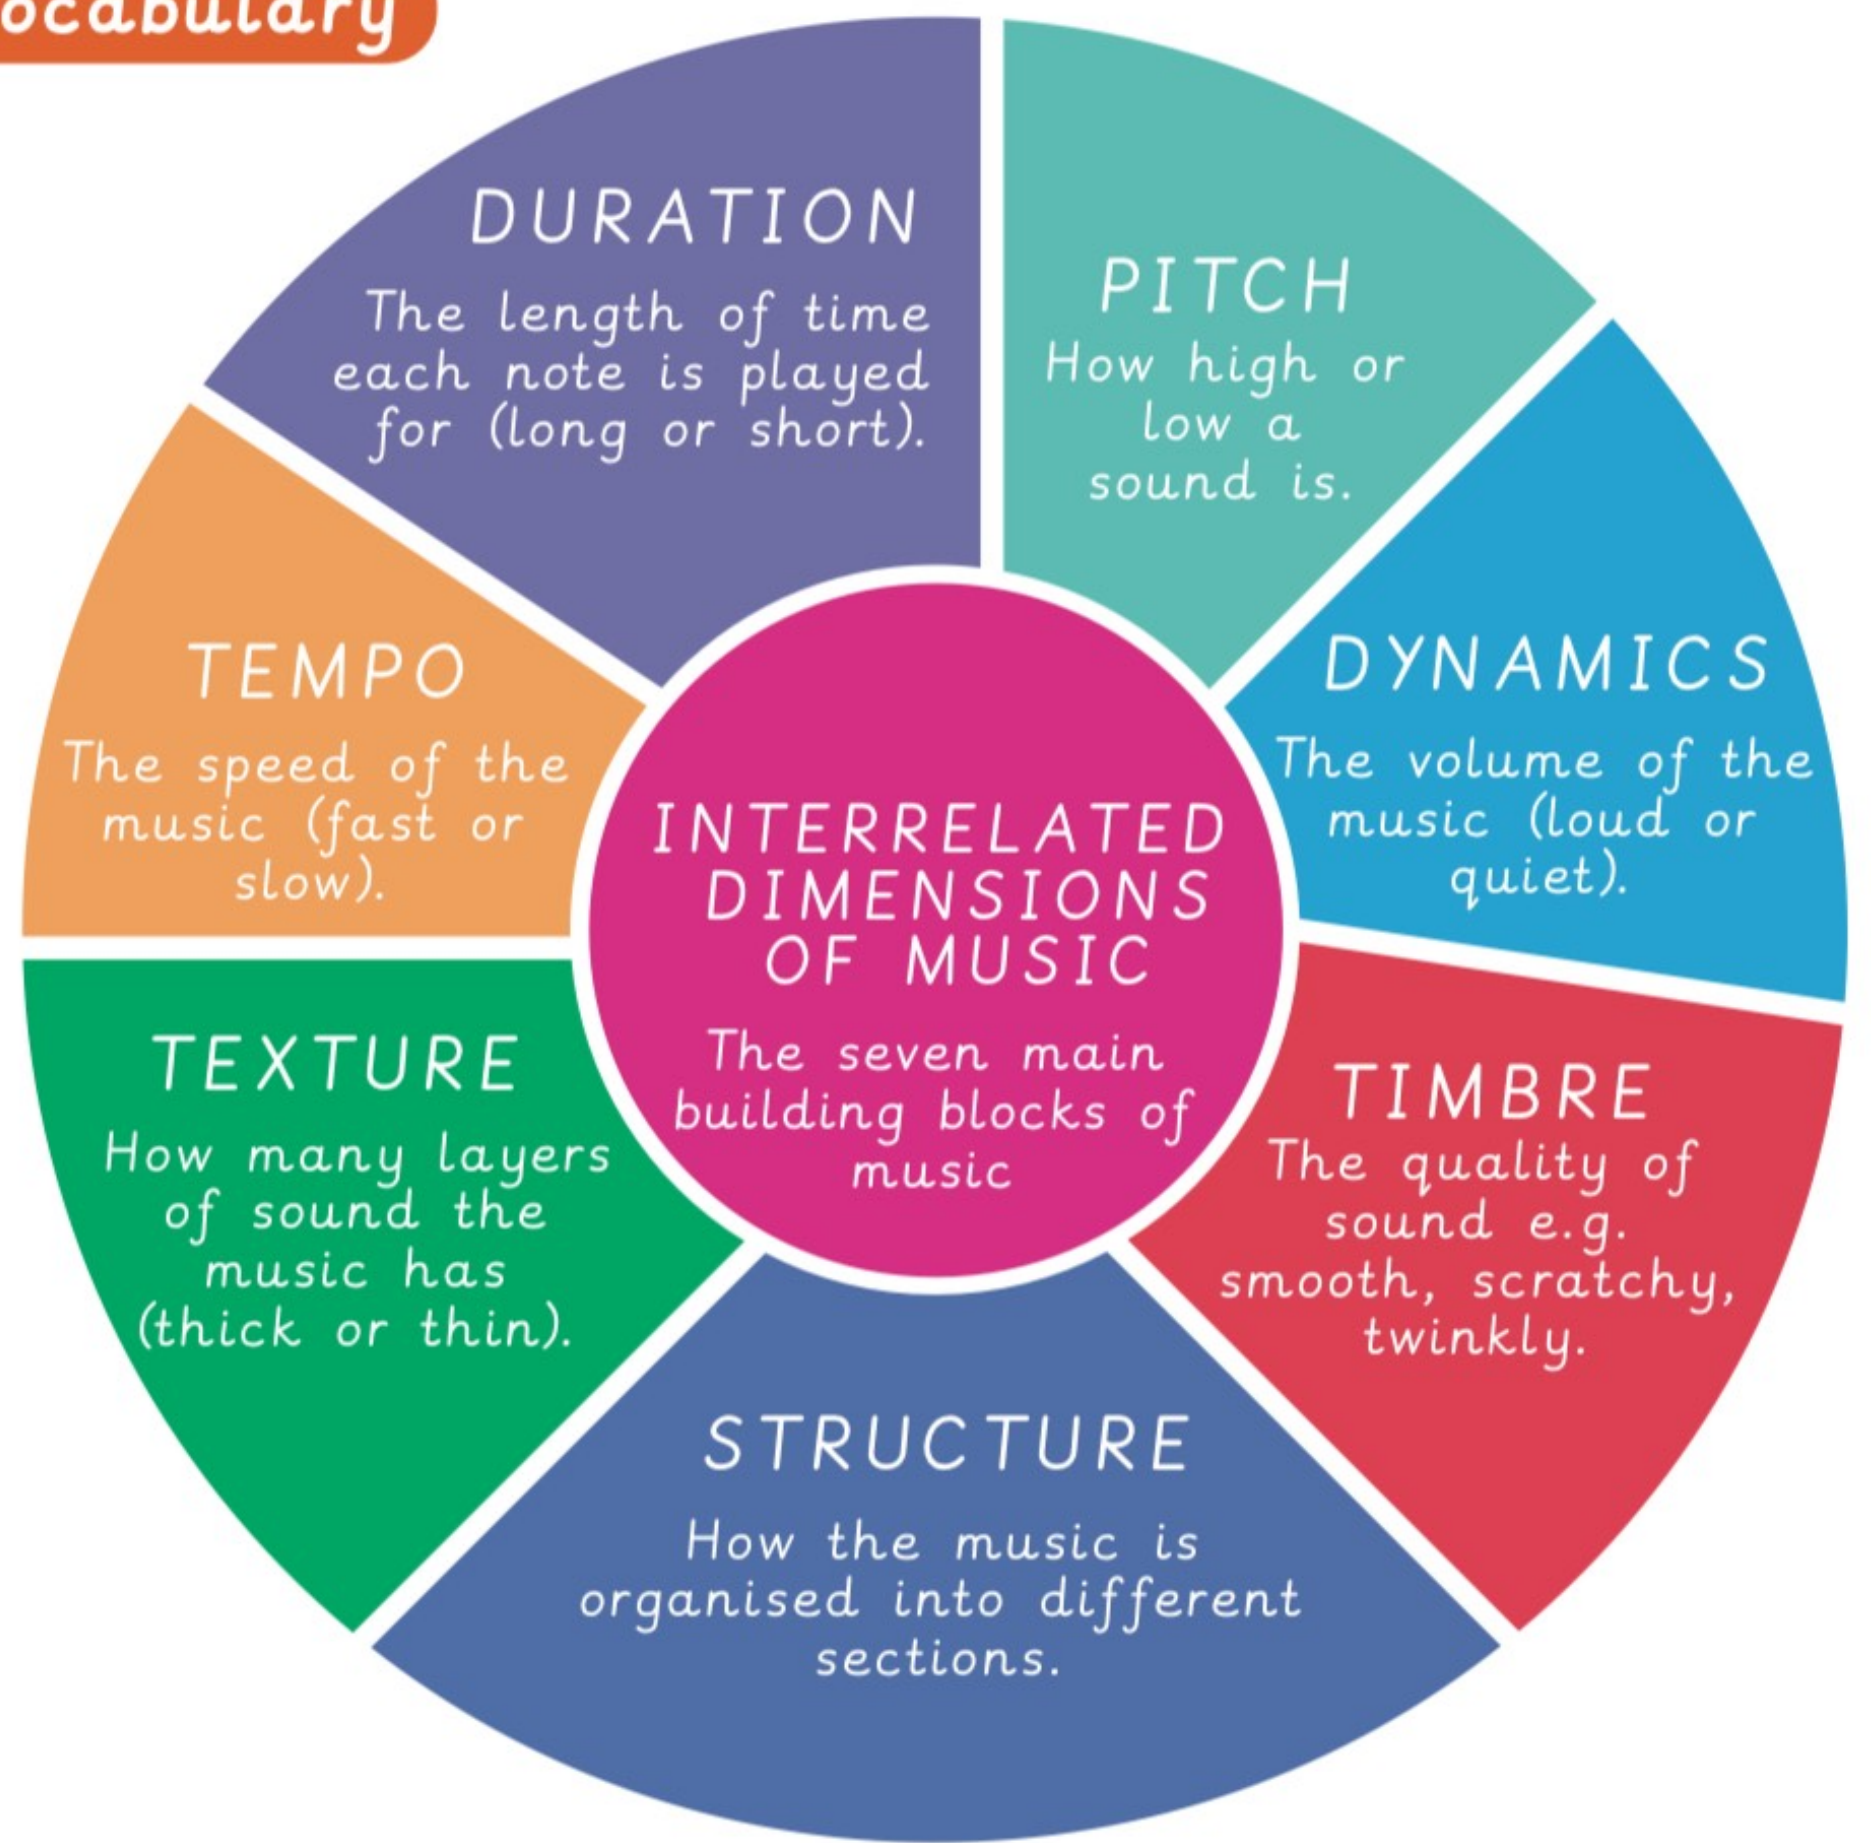 ocabulary
DURATION
The length of time
each note is played
for (long or short).
PITCH
How high or
low a
sound is.
DYNAMICS
The volume of the
music (loud or
quiet).
TIMBRE
The quality of
sound e.g.
smooth, scratchy,
twinkly.
STRUCTURE
How the music is
organised into different
sections.
TEXTURE
How many layers
of sound the
music has
(thick or thin).
TEMPO
The speed of the
music (fast or
slow).
INTERRELATED
DIMENSIONS
OF MUSIC
The seven main
building blocks of
music